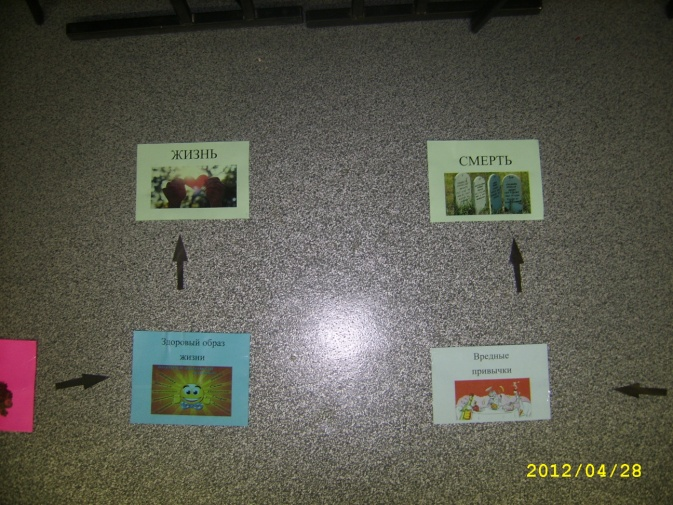 ЖИЗНЬ
СМЕРТЬ
Здоровый образ
жизни
Вредные
привычки
2012/04/28